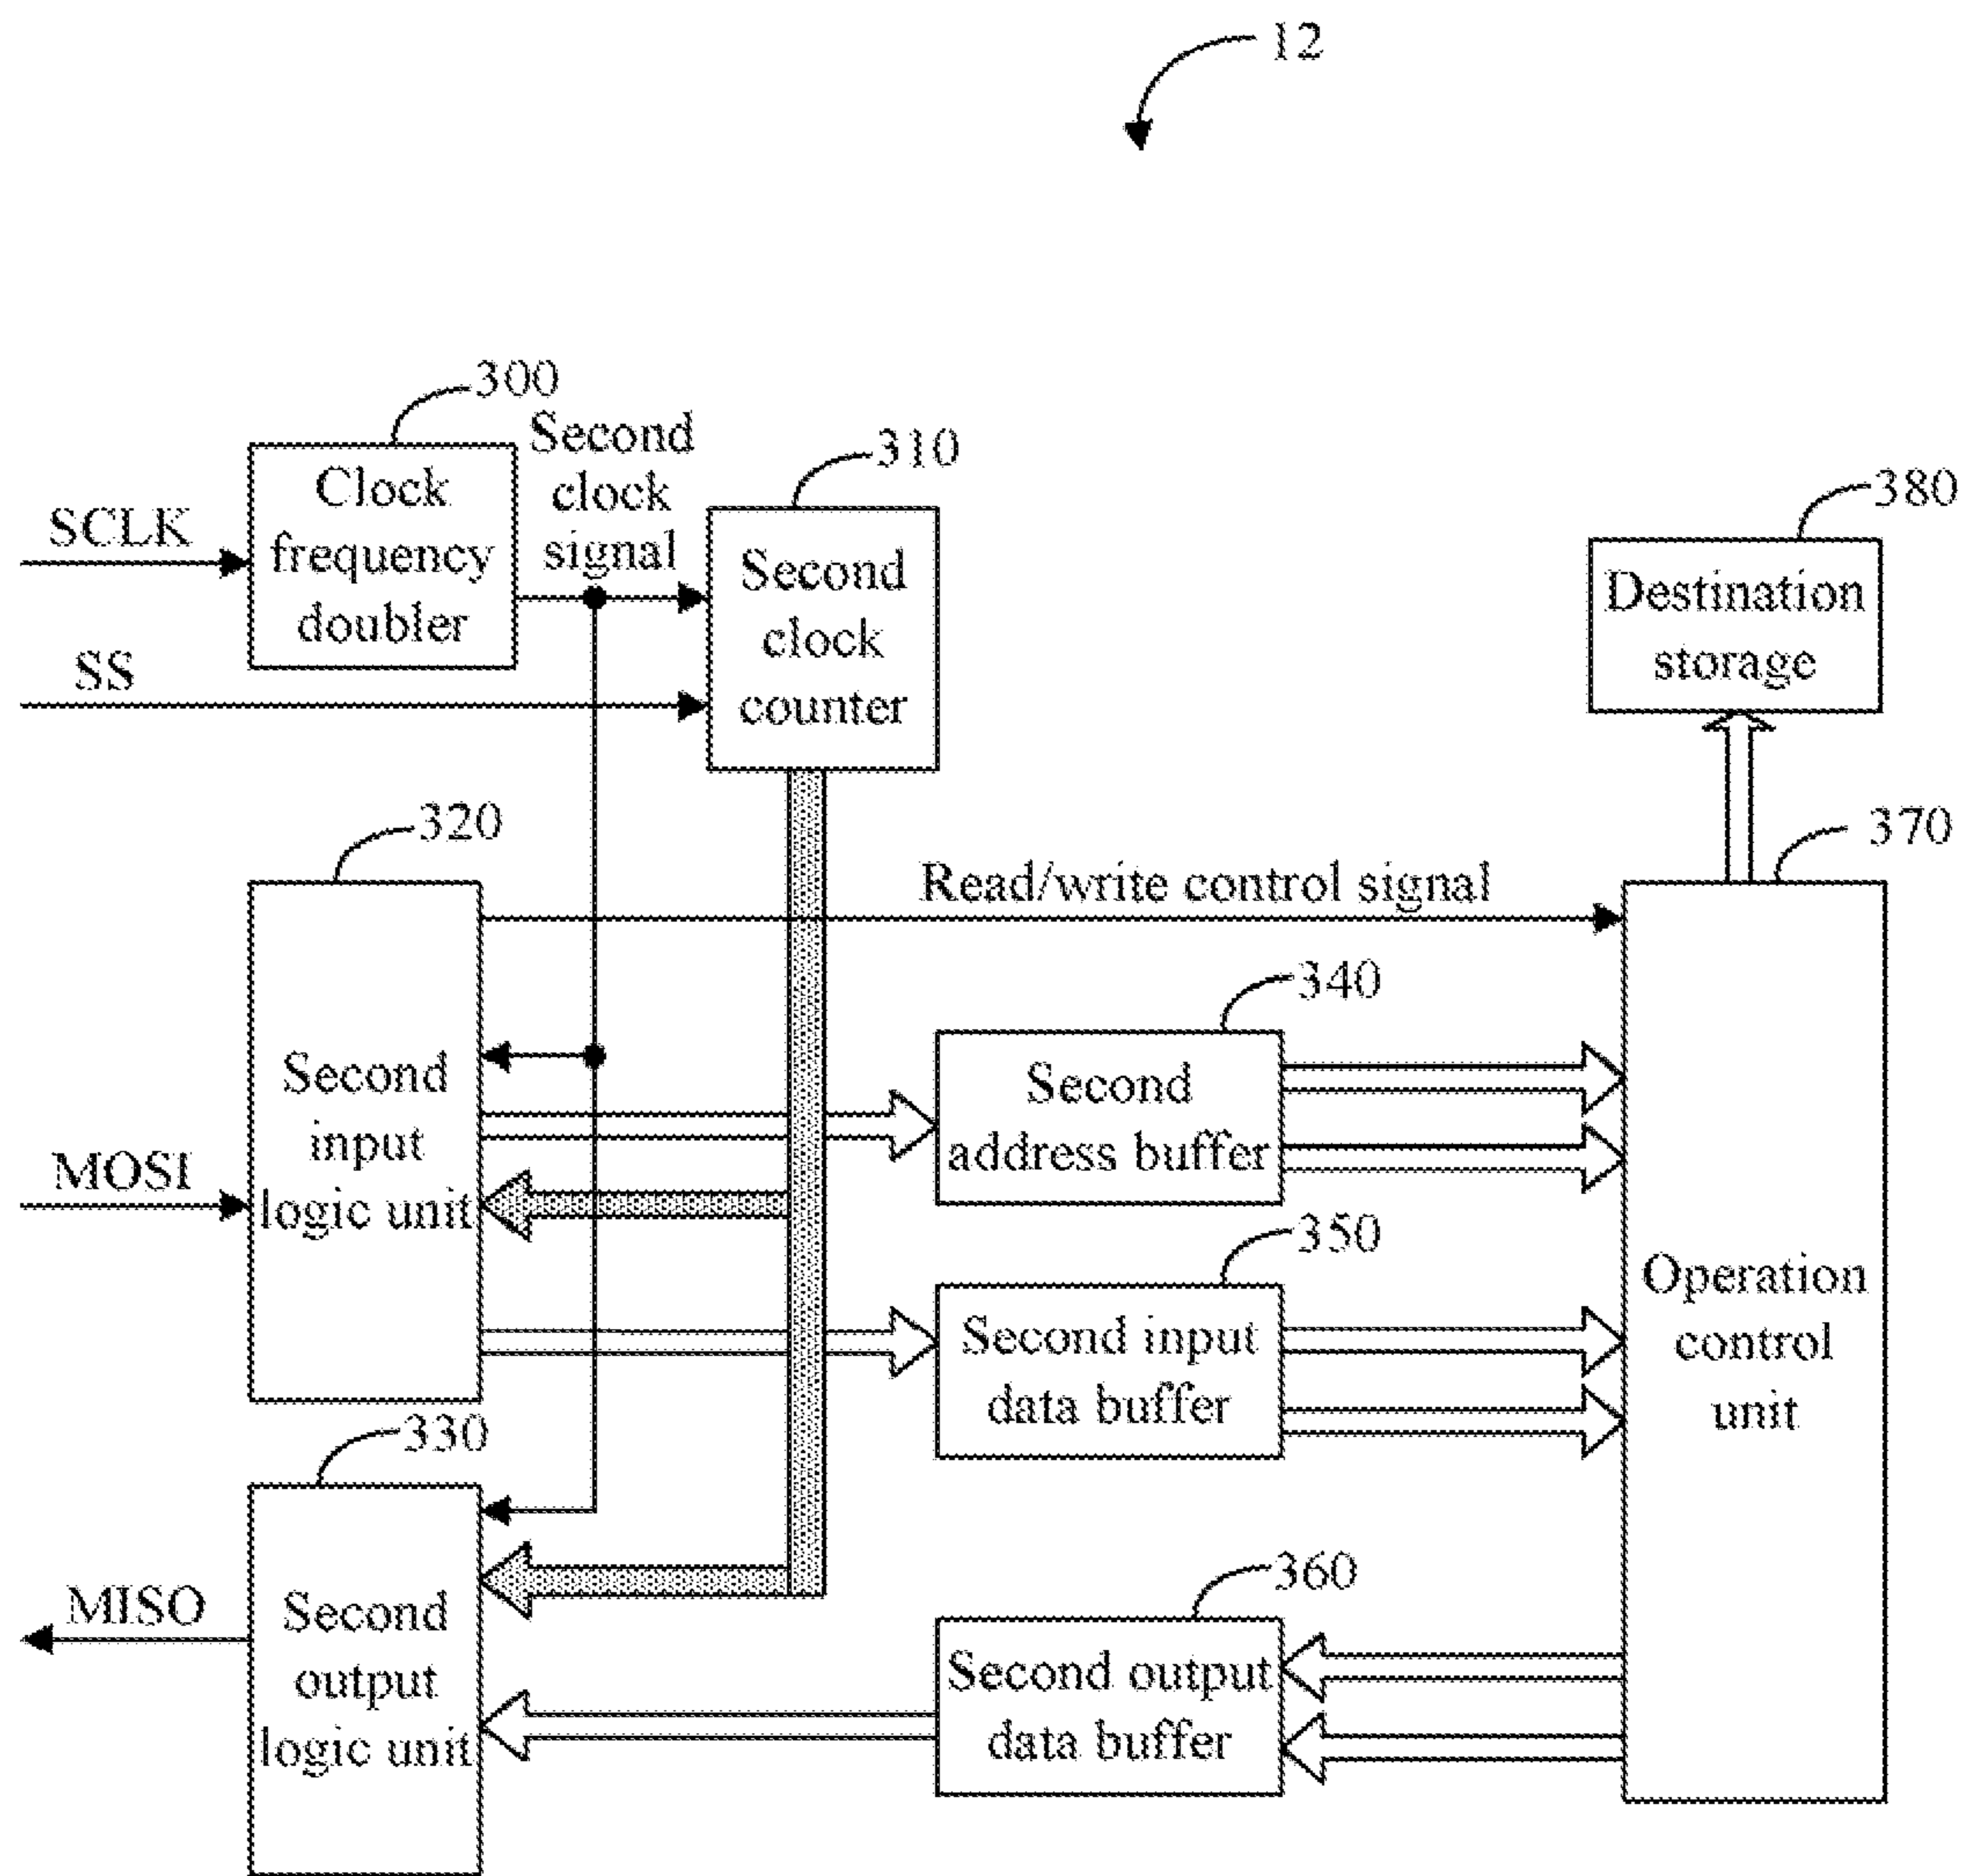 12
300
Clock
frequency
doubler
Second
clock
signal
310
Second
clock
counter
SCLK
SS
380
Destination
storage
320
Second
input
logic unit
MOSI
Read/write control signal
370
Operation
control
unit
340
Second
address buffer
350
Second input
data buffer
330
Second
output
logic unit
MISO
360
Second output
data buffer